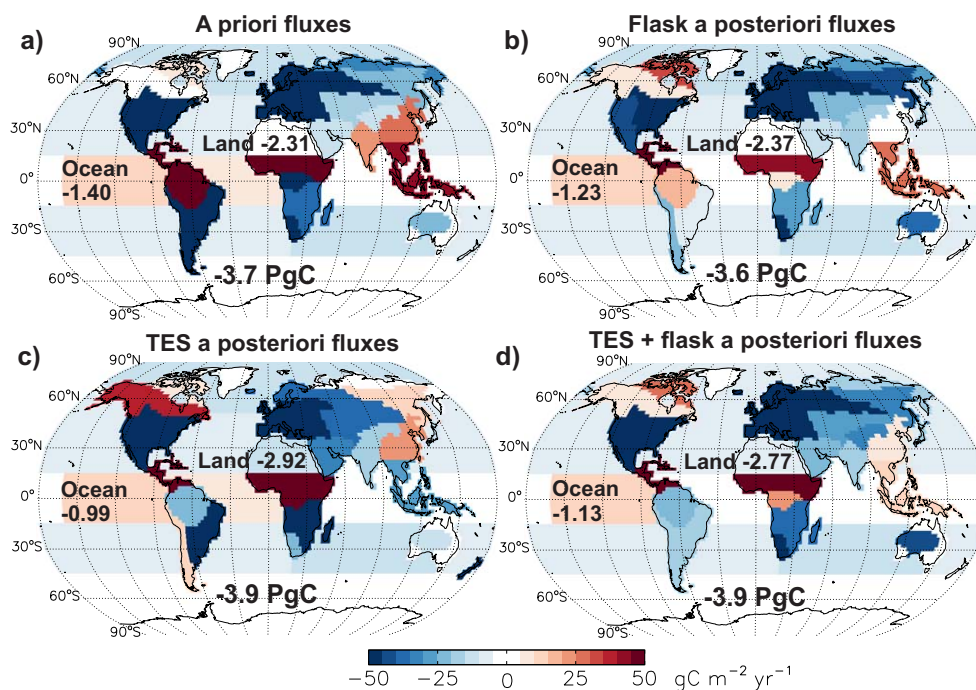 a)
A priori fluxes
90°N
60°N
30°N
0°
30°S
60°S
90°S
Land -2.31
Ocean
-1.40
-3.7 PgC
b)
Flask a posteriori fluxes
90°N
60°N
30°N
0°
30°S
60°S
90°S
Land -2.37
Ocean
-1.23
-3.6 PgC
c)
TES a posteriori fluxes
90°N
60°N
30°N
0°
30°S
60°S
90°S
Land -2.92
Ocean
-0.99
-3.9 PgC
d)
TES + flask a posteriori fluxes
90°N
60°N
30°N
0°
30°S
60°S
90°S
Land -2.77
Ocean
-1.13
-3.9 PgC
−50 −25 0 25 50 gC m⁻² yr⁻¹